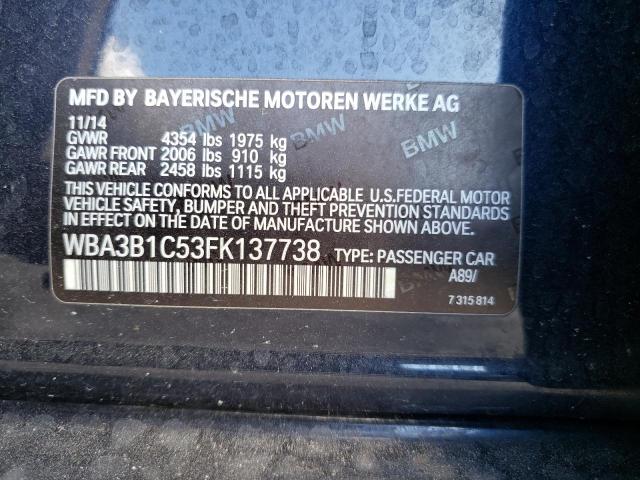 MFD BY BAYERISCHE MOTOREN WERKE AG
11/14
GVWR 4354 lbs 1975 kg
GAWR FRONT 2006 lbs 910 kg
GAWR REAR 2458 lbs 1115 kg
THIS VEHICLE CONFORMS TO ALL APPLICABLE U.S.FEDERAL MOTOR
VEHICLE SAFETY, BUMPER AND THEFT PREVENTION STANDARDS
IN EFFECT ON THE DATE OF MANUFACTURE SHOWN ABOVE.
WBA3B1C53FK137738 TYPE: PASSENGER CAR
A89/
7 315 814
BMW
BMW
BMW